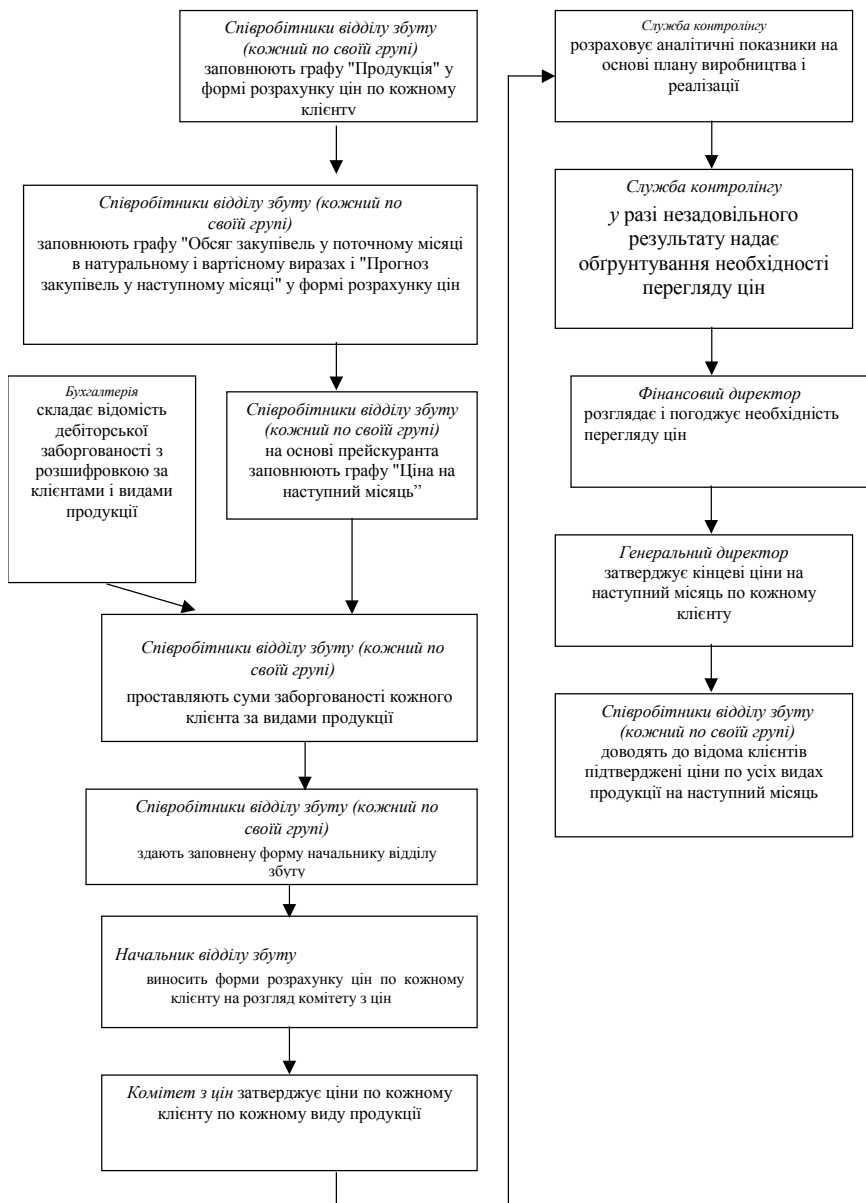 Співробітники відділу збуту
(кожний по своїй групі)
заповнюють графу "Продукція" у
формі розрахунку цін по кожному
клієнту
Співробітники відділу збуту (кожний по
своїй групі)
заповнюють графу "Обсяг закупівель у поточному місяці
в натуральному і вартісному виразах і "Прогноз
закупівель у наступному місяці" у формі розрахунку цін
Бухгалтерія
складає відомість
дебіторської
заборгованості з
розшифровкою за
клієнтами і видами
продукції
Співробітники відділу збуту
(кожний по своїй групі)
на основі прейскуранта
заповнюють графу "Ціна на
наступний місяць”
Співробітники відділу збуту (кожний по
своїй групі)
проставляють суми заборгованості кожного
клієнта за видами продукції
Співробітники відділу збуту (кожний по
своїй групі)
здають заповнену форму начальнику відділу
збуту
Начальник відділу збуту
виносить форми розрахунку цін по кожному
клієнту на розгляд комітету з цін
Комітет з цін затверджує ціни по кожному
клієнту по кожному виду продукції
Служба контролінгу
розраховує аналітичні показники на
основі плану виробництва і
реалізації
Служба контролінгу
у разі незадовільного
результату надає
обґрунтування необхідності
перегляду цін
Фінансовий директор
розглядає і погоджує необхідність
перегляду цін
Генеральний директор
затверджує кінцеві ціни на
наступний місяць по кожному
клієнту
Співробітники відділу збуту
(кожний по своїй групі)
доводять до відома клієнтів
підтверджені ціни по усіх видах
продукції на наступний місяць